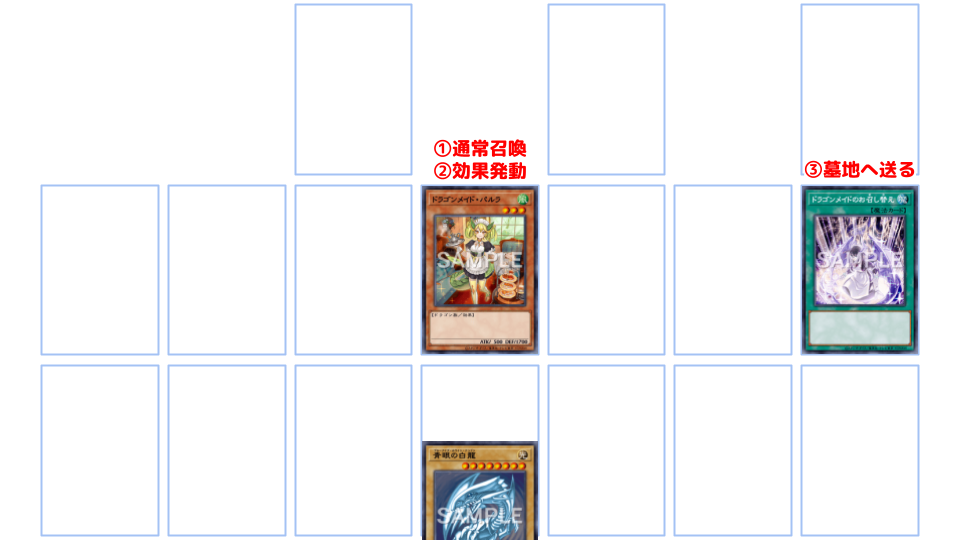 ①通常召喚
②効果発動
③墓地へ送る
ドラゴンメイド・パルラ
SAMPLE
[ドラゴン族/効果]
ATK/ 500 DEF/1700
ドラゴンメイドのお召し替え
[魔法カード]
SAMPLE
青眼の白龍
SAMPLE